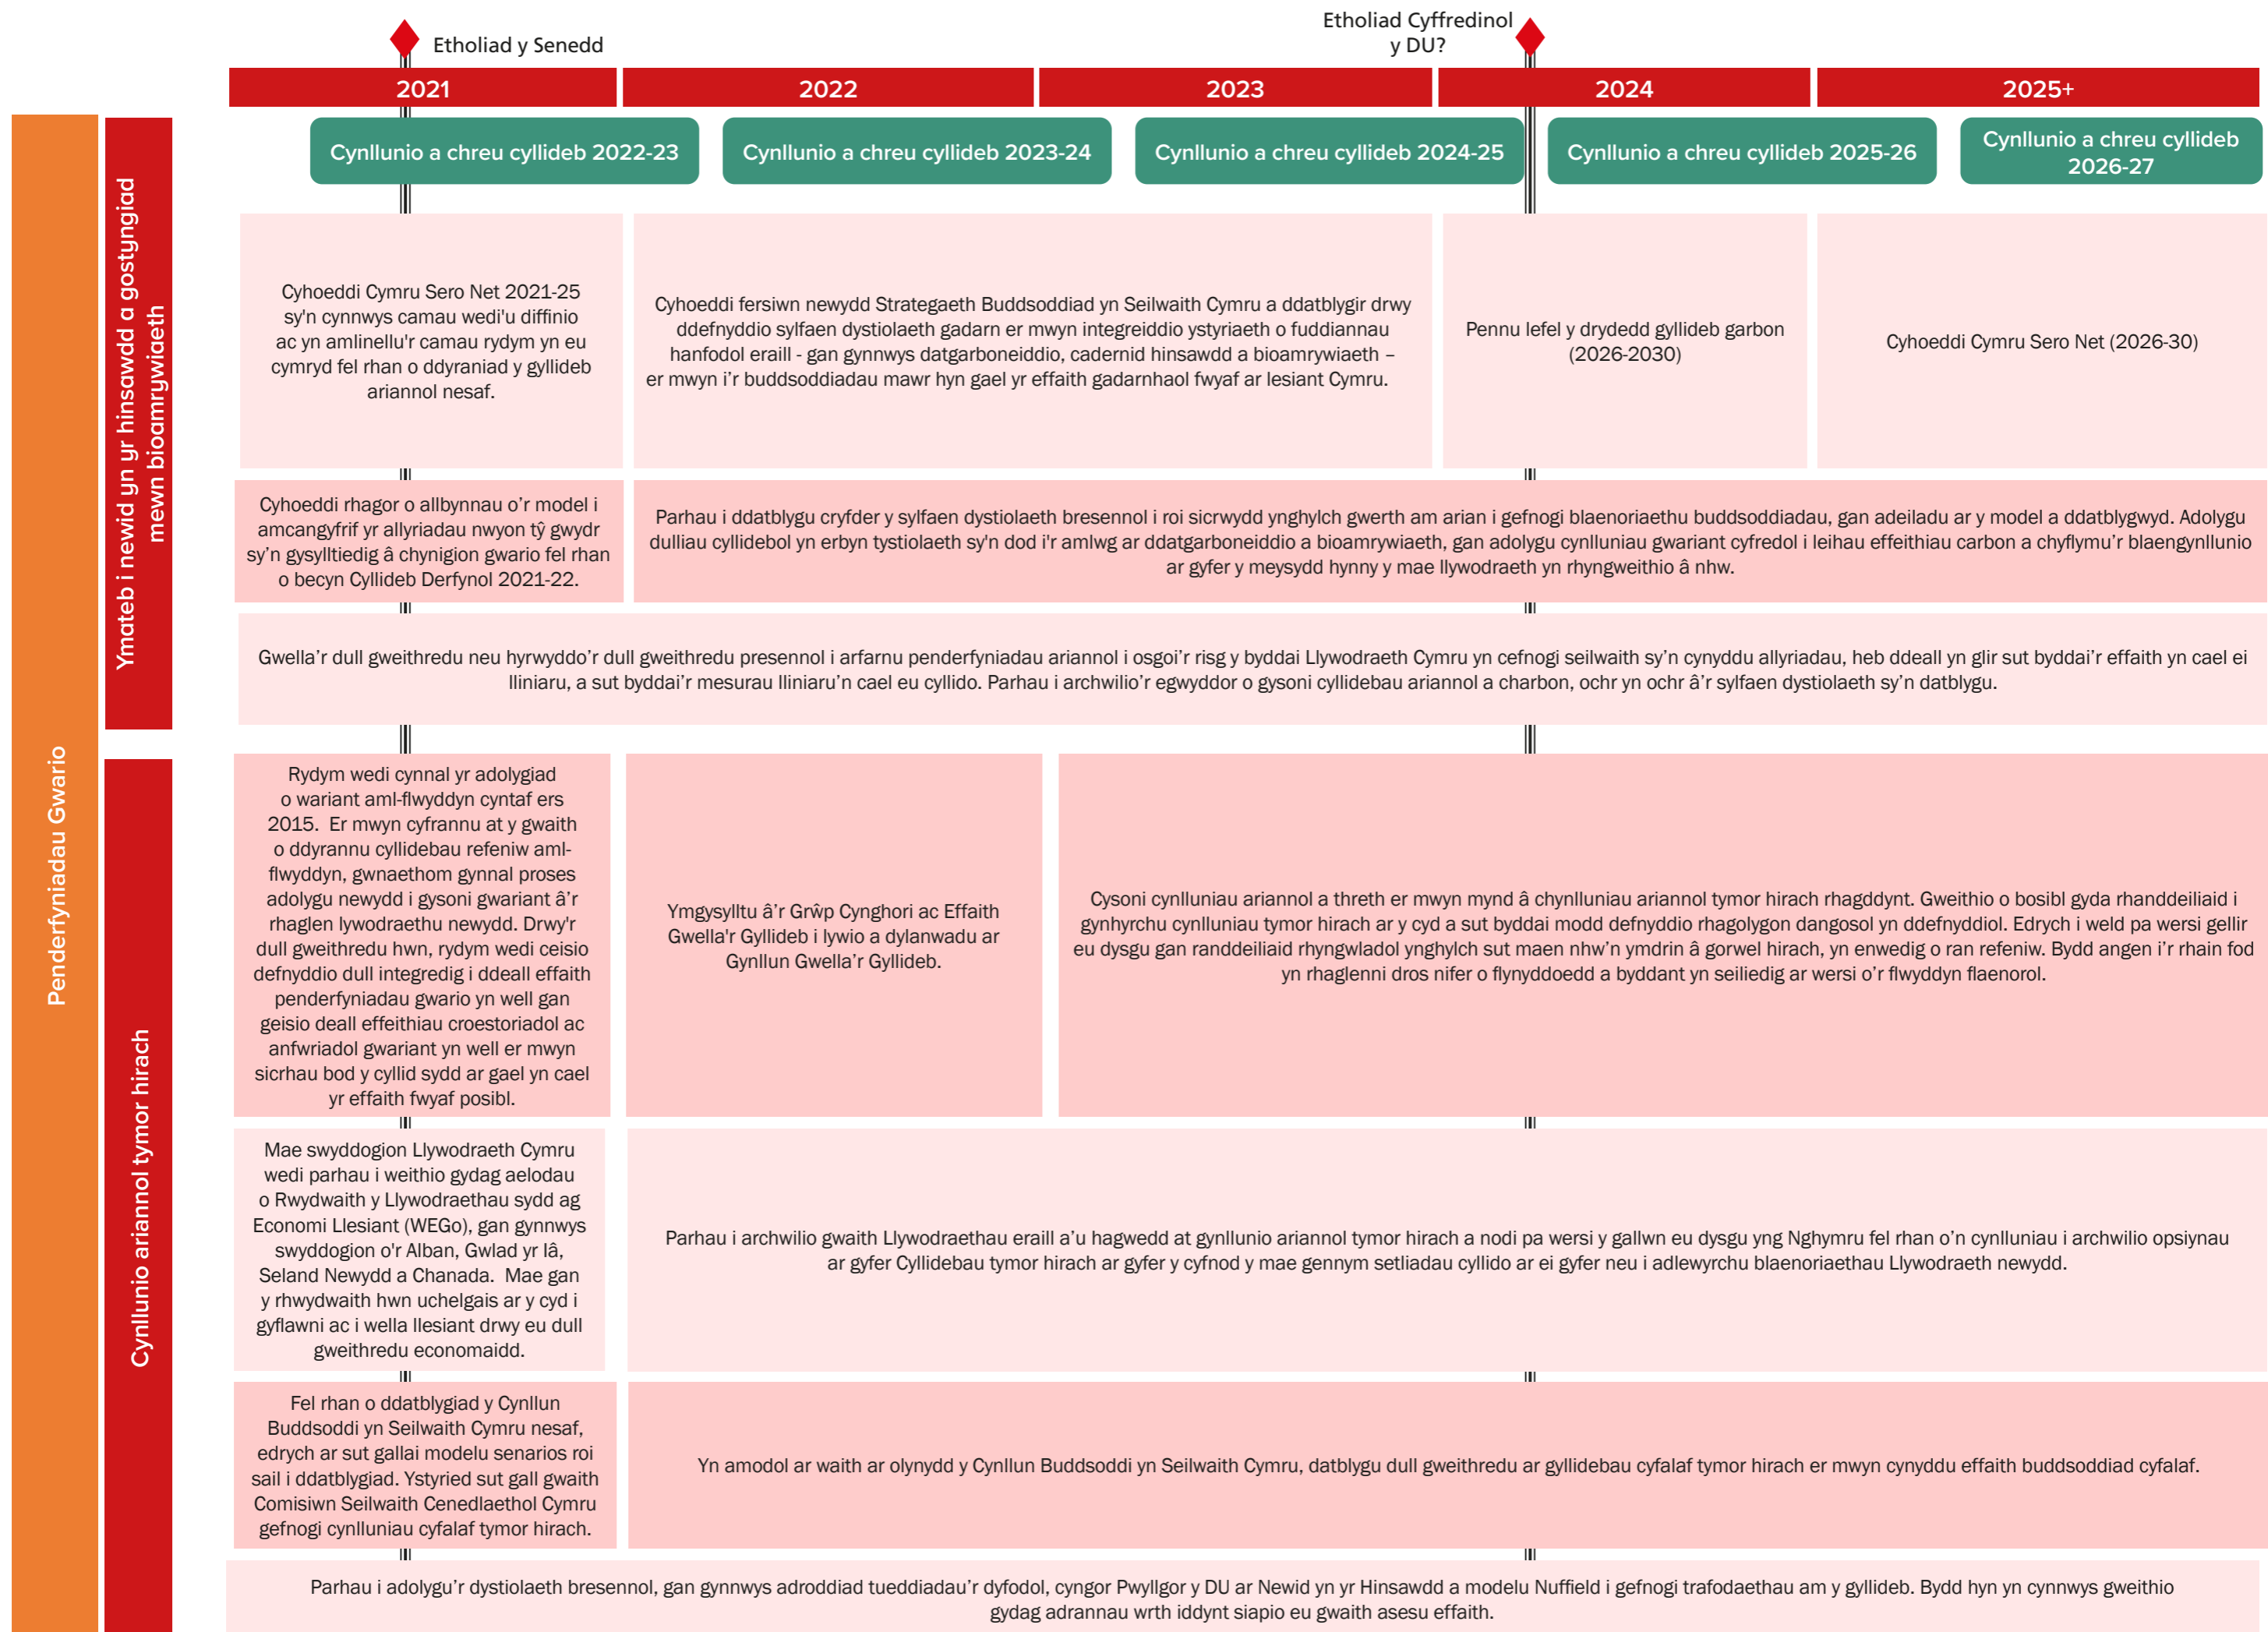 Etholiad y Senedd
Etholiad Cyffredinol
y DU?
2021
2022
2023
2024
2025+
Cynllunio a chreu cyllideb 2022-23
Cynllunio a chreu cyllideb 2023-24
Cynllunio a chreu cyllideb 2024-25
Cynllunio a chreu cyllideb 2025-26
Cynllunio a chreu cyllideb
2026-27
Penderfyniadau Gwario
Ymateb i newid yn yr hinsawdd a gostyngiad
mewn bioamrywiaeth
Cyhoeddi Cymru Sero Net 2021-25
sy'n cynnwys camau wedi'u diffinio
ac yn amlinellu'r camau rydym yn eu
cymryd fel rhan o ddyraniad y gyllideb
ariannol nesaf.
Cyhoeddi fersiwn newydd Strategaeth Buddsoddiad yn Seilwaith Cymru a ddatblygir drwy
ddefnyddio sylfaen dystiolaeth gadarn er mwyn integreiddio ystyriaeth o fuddiannau
hanfodol eraill - gan gynnwys datgarboneiddio, cadernid hinsawdd a bioamrywiaeth –
er mwyn i’r buddsoddiadau mawr hyn gael yr effaith gadarnhaol fwyaf ar lesiant Cymru.
Pennu lefel y drydedd gyllideb garbon
(2026-2030)
Cyhoeddi Cymru Sero Net (2026-30)
Cyhoeddi rhagor o allbynnau o’r model i
amcangyfrif yr allyriadau nwyon tŷ gwydr
sy’n gysylltiedig â chynigion gwario fel rhan
o becyn Cyllideb Derfynol 2021-22.
Parhau i ddatblygu cryfder y sylfaen dystiolaeth bresennol i roi sicrwydd ynghylch gwerth am arian i gefnogi blaenoriaethu buddsoddiadau, gan adeiladu ar y model a ddatblygwyd. Adolygu
dulliau cyllidebol yn erbyn tystiolaeth sy'n dod i'r amlwg ar ddatgarboneiddio a bioamrywiaeth, gan adolygu cynlluniau gwariant cyfredol i leihau effeithiau carbon a chyflymu’r blaengynllunio
ar gyfer y meysydd hynny y mae llywodraeth yn rhyngweithio â nhw.
Gwella’r dull gweithredu neu hyrwyddo’r dull gweithredu presennol i arfarnu penderfyniadau ariannol i osgoi’r risg y byddai Llywodraeth Cymru yn cefnogi seilwaith sy’n cynyddu allyriadau, heb ddeall yn glir sut byddai’r effaith yn cael ei
lliniaru, a sut byddai’r mesurau lliniaru’n cael eu cyllido. Parhau i archwilio’r egwyddor o gysoni cyllidebau ariannol a charbon, ochr yn ochr â’r sylfaen dystiolaeth sy’n datblygu.
Cynllunio ariannol tymor hirach
Rydym wedi cynnal yr adolygiad
o wariant aml-flwyddyn cyntaf ers
2015.  Er mwyn cyfrannu at y gwaith
o ddyrannu cyllidebau refeniw aml-
flwyddyn, gwnaethom gynnal proses
adolygu newydd i gysoni gwariant â’r
rhaglen lywodraethu newydd. Drwy'r
dull gweithredu hwn, rydym wedi ceisio
defnyddio dull integredig i ddeall effaith
penderfyniadau gwario yn well gan
geisio deall effeithiau croestoriadol ac
anfwriadol gwariant yn well er mwyn
sicrhau bod y cyllid sydd ar gael yn cael
yr effaith fwyaf posibl.
Ymgysylltu â’r Grŵp Cynghori ac Effaith
Gwella'r Gyllideb i lywio a dylanwadu ar
Gynllun Gwella’r Gyllideb.
Cysoni cynlluniau ariannol a threth er mwyn mynd â chynlluniau ariannol tymor hirach rhagddynt. Gweithio o bosibl gyda rhanddeiliaid i
gynhyrchu cynlluniau tymor hirach ar y cyd a sut byddai modd defnyddio rhagolygon dangosol yn ddefnyddiol. Edrych i weld pa wersi gellir
eu dysgu gan randdeiliaid rhyngwladol ynghylch sut maen nhw’n ymdrin â gorwel hirach, yn enwedig o ran refeniw. Bydd angen i’r rhain fod
yn rhaglenni dros nifer o flynyddoedd a byddant yn seiliedig ar wersi o’r flwyddyn flaenorol.
Mae swyddogion Llywodraeth Cymru
wedi parhau i weithio gydag aelodau
o Rwydwaith y Llywodraethau sydd ag
Economi Llesiant (WEGo), gan gynnwys
swyddogion o'r Alban, Gwlad yr Iâ,
Seland Newydd a Chanada.  Mae gan
y rhwydwaith hwn uchelgais ar y cyd i
gyflawni ac i wella llesiant drwy eu dull
gweithredu economaidd.
Parhau i archwilio gwaith Llywodraethau eraill a’u hagwedd at gynllunio ariannol tymor hirach a nodi pa wersi y gallwn eu dysgu yng Nghymru fel rhan o’n cynlluniau i archwilio opsiynau
ar gyfer Cyllidebau tymor hirach ar gyfer y cyfnod y mae gennym setliadau cyllido ar ei gyfer neu i adlewyrchu blaenoriaethau Llywodraeth newydd.
Fel rhan o ddatblygiad y Cynllun
Buddsoddi yn Seilwaith Cymru nesaf,
edrych ar sut gallai modelu senarios roi
sail i ddatblygiad. Ystyried sut gall gwaith
Comisiwn Seilwaith Cenedlaethol Cymru
gefnogi cynlluniau cyfalaf tymor hirach.
Yn amodol ar waith ar olynydd y Cynllun Buddsoddi yn Seilwaith Cymru, datblygu dull gweithredu ar gyllidebau cyfalaf tymor hirach er mwyn cynyddu effaith buddsoddiad cyfalaf.
Parhau i adolygu’r dystiolaeth bresennol, gan gynnwys adroddiad tueddiadau’r dyfodol, cyngor Pwyllgor y DU ar Newid yn yr Hinsawdd a modelu Nuffield i gefnogi trafodaethau am y gyllideb. Bydd hyn yn cynnwys gweithio
gydag adrannau wrth iddynt siapio eu gwaith asesu effaith.